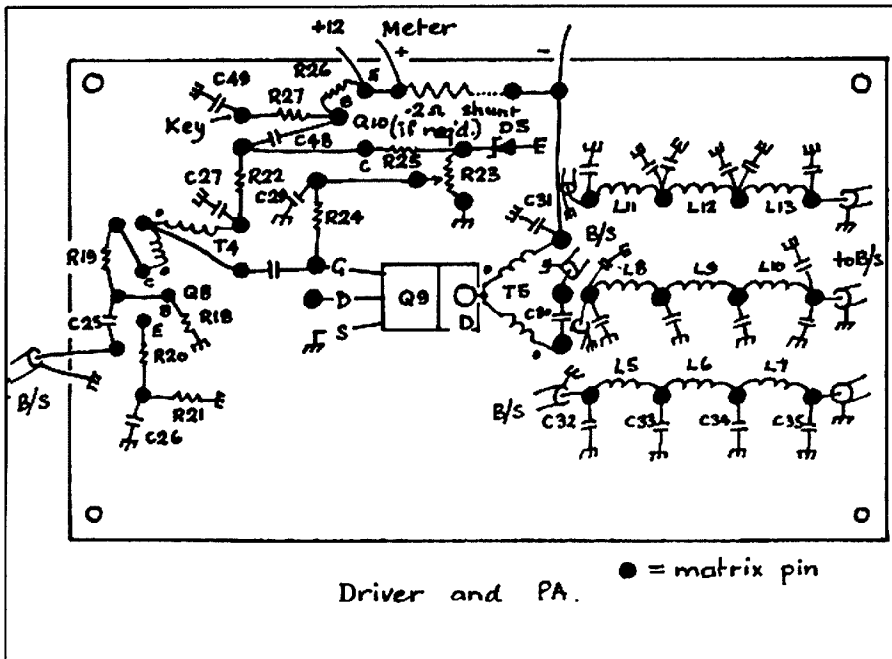 +12 Meter
+ -
R26 E
C49
R27 B
.2Ω shunt
Key Q10 (if req'd.) D5
C48
C R25 E
C27 R22 R23
C29
C31
R24
L11 L12 L13
B/S
R19 T4
C
G
T5
L8 L9 L10 to B/S
Q8
B
D Q9 D
R18
C30
C25
E
S
R20
L5 L6 L7
B/S
R21 E
B/S
C26
C32 C33 C34 C35
Driver and PA.
= matrix pin